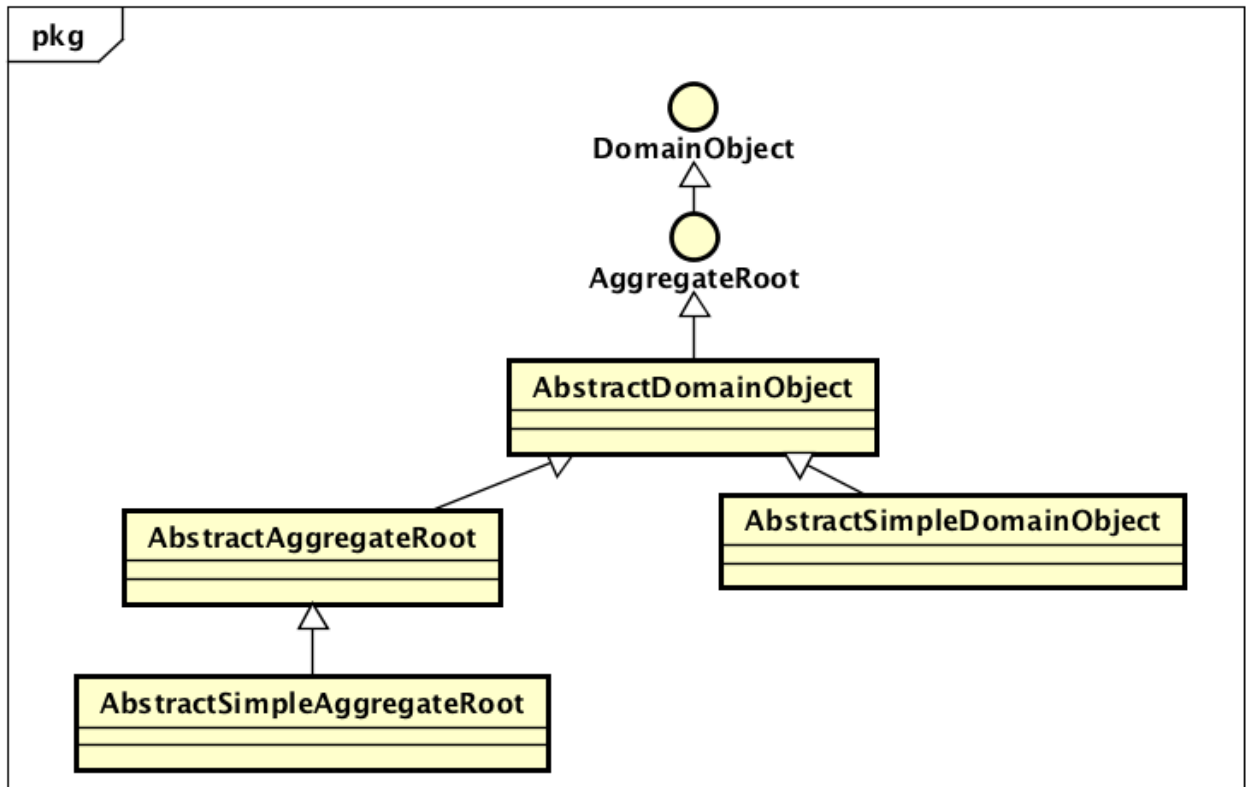 pkg
DomainObject
AggregateRoot
AbstractDomainObject
AbstractSimpleDomainObject
AbstractAggregateRoot
AbstractSimpleAggregateRoot